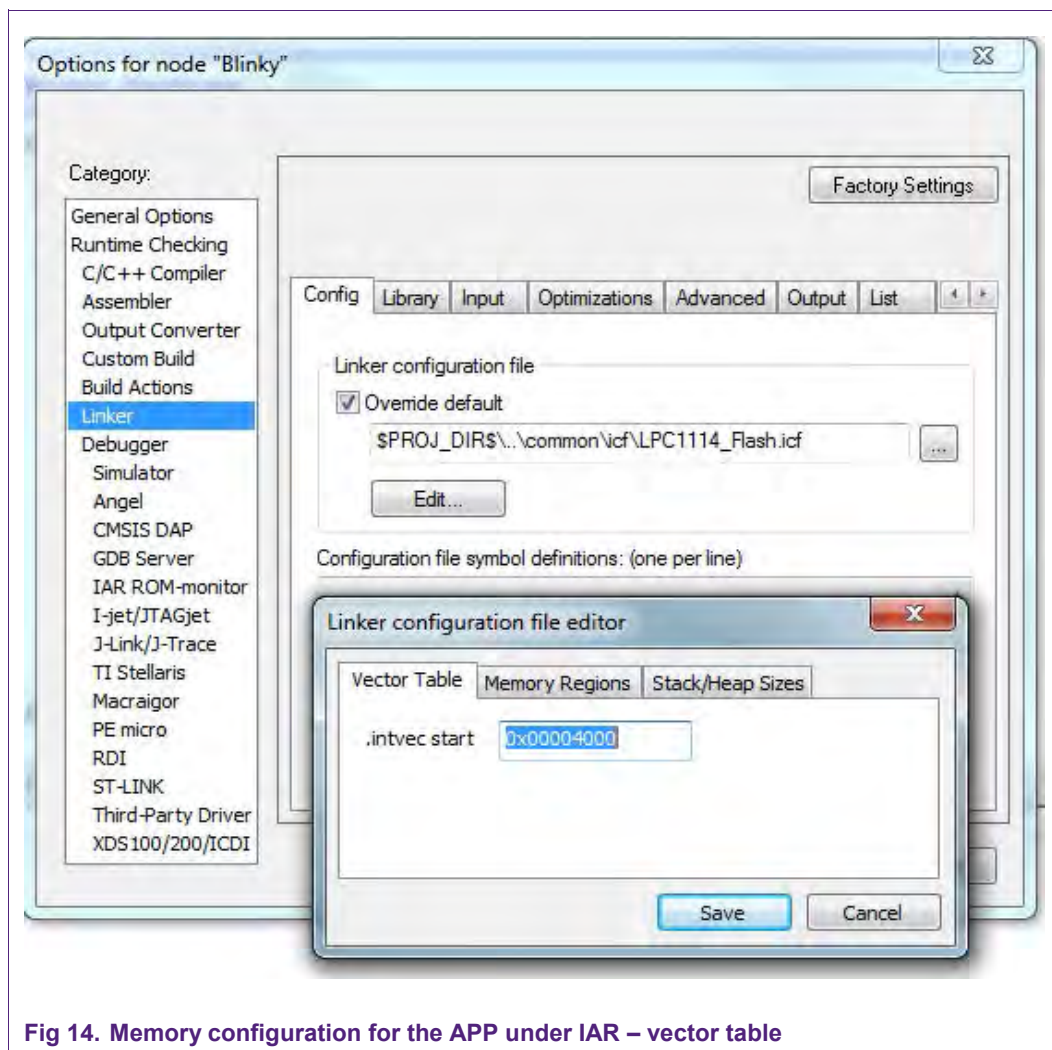 Options for node "Blinky"
Category:
Factory Settings
General Options
Runtime Checking
C/C++ Compiler
Assembler
Output Converter
Custom Build
Build Actions
Linker
Debugger
Simulator
Angel
CMSIS DAP
GDB Server
IAR ROM-monitor
I-jet/JTAGjet
J-Link/J-Trace
TI Stellaris
Macraigor
PE micro
RDI
ST-LINK
Third-Party Driver
XDS100/200/ICDI
Config Library Input Optimizations Advanced Output List
Linker configuration file
Override default
$PROJ_DIR$\..\common\icf\LPC1114_Flash.icf
...
Edit...
Configuration file symbol definitions: (one per line)
Linker configuration file editor
Vector Table Memory Regions Stack/Heap Sizes
.intvec start 0x00004000
Save Cancel
Fig 14. Memory configuration for the APP under IAR – vector table